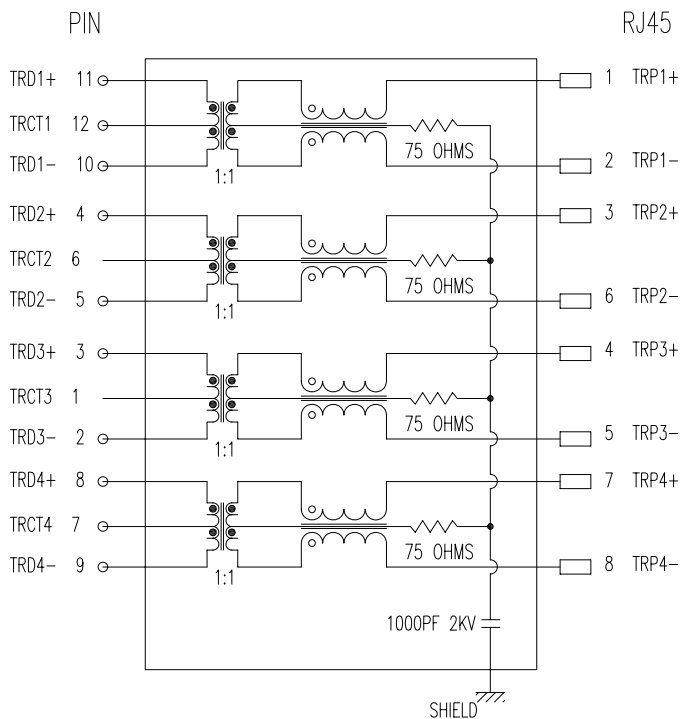 PIN RJ45
TRD1+ 11 1 TRP1+
TRCT1 12
75 OHMS
TRD1- 10 2 TRP1-
1:1
TRD2+ 4 3 TRP2+
TRCT2 6
75 OHMS
TRD2- 5 6 TRP2-
1:1
TRD3+ 3 4 TRP3+
TRCT3 1
75 OHMS
TRD3- 2 5 TRP3-
1:1
TRD4+ 8 7 TRP4+
TRCT4 7
75 OHMS
TRD4- 9 8 TRP4-
1:1
1000PF 2KV
SHIELD